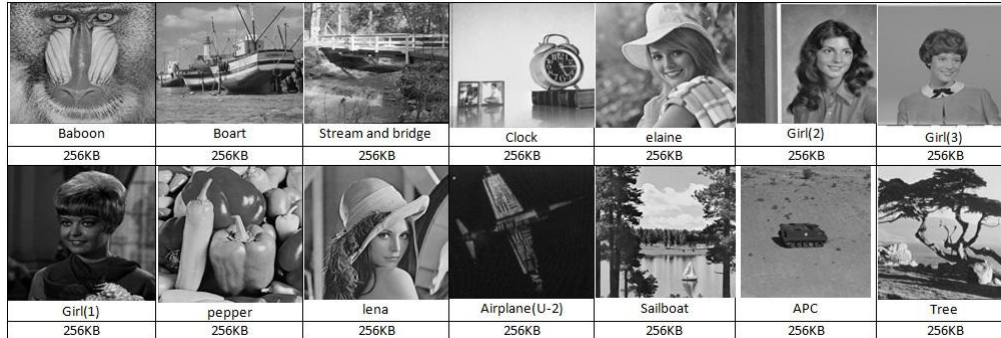 Baboon Boart Stream and bridge Clock elaine Girl(2) Girl(3)
256KB 256KB 256KB 256KB 256KB 256KB 256KB
Girl(1) pepper lena Airplane(U-2) Sailboat APC Tree
256KB 256KB 256KB 256KB 256KB 256KB 256KB